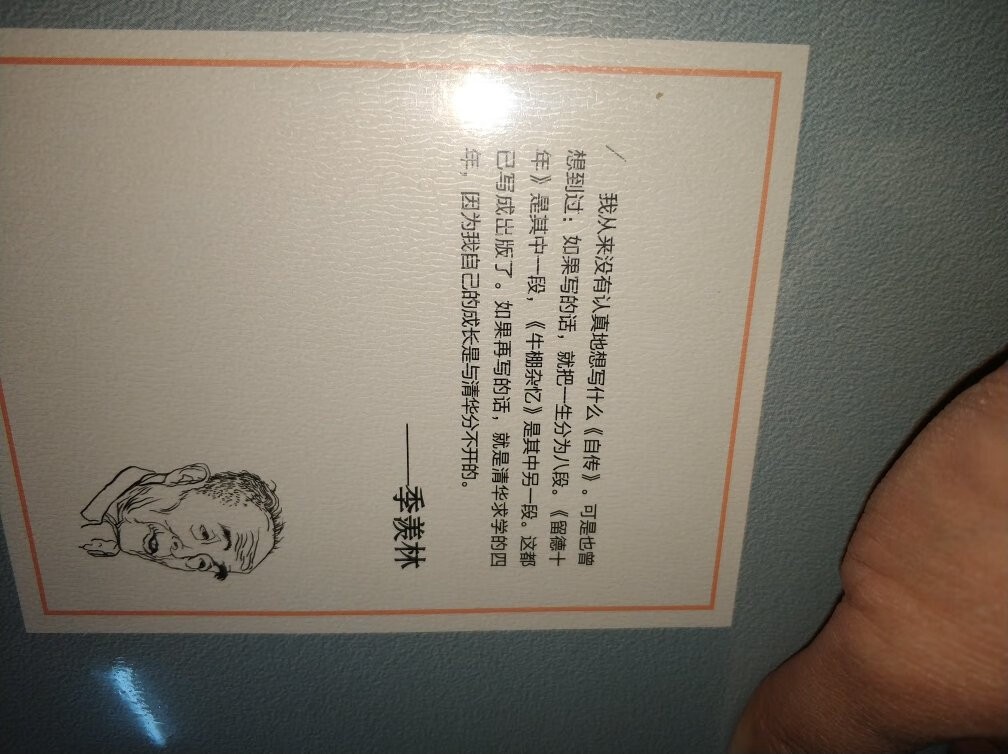 我从来没有认真地想写什么《自传》。可是也曾
想到过：如果写的话，就把一生分为八段。《留德十
年》是其中一段，《牛棚杂忆》是其中另一段。这都
已写成出版了。如果再写的话，就是清华求学的四
年，因为我自己的成长是与清华分不开的。
——季羡林